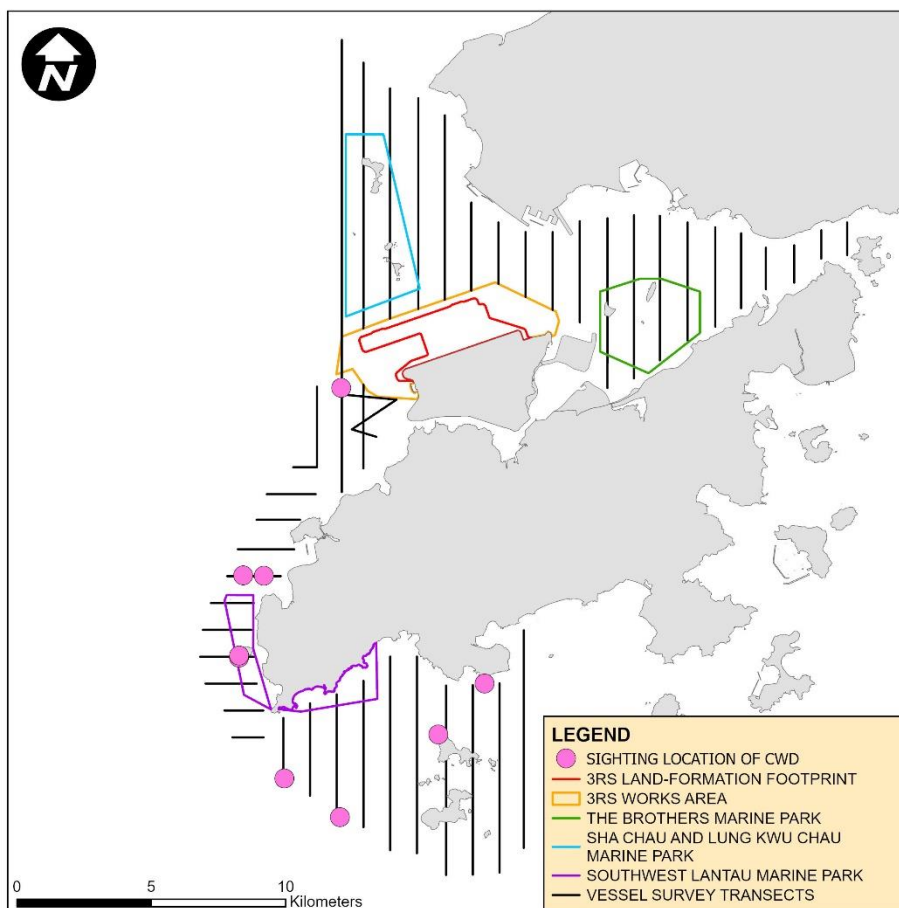 N
LEGEND
SIGHTING LOCATION OF CWD
3RS LAND-FORMATION FOOTPRINT
3RS WORKS AREA
THE BROTHERS MARINE PARK
SHA CHAU AND LUNG KWU CHAU
MARINE PARK
SOUTHWEST LANTAU MARINE PARK
VESSEL SURVEY TRANSECTS
0 5 10
Kilometers